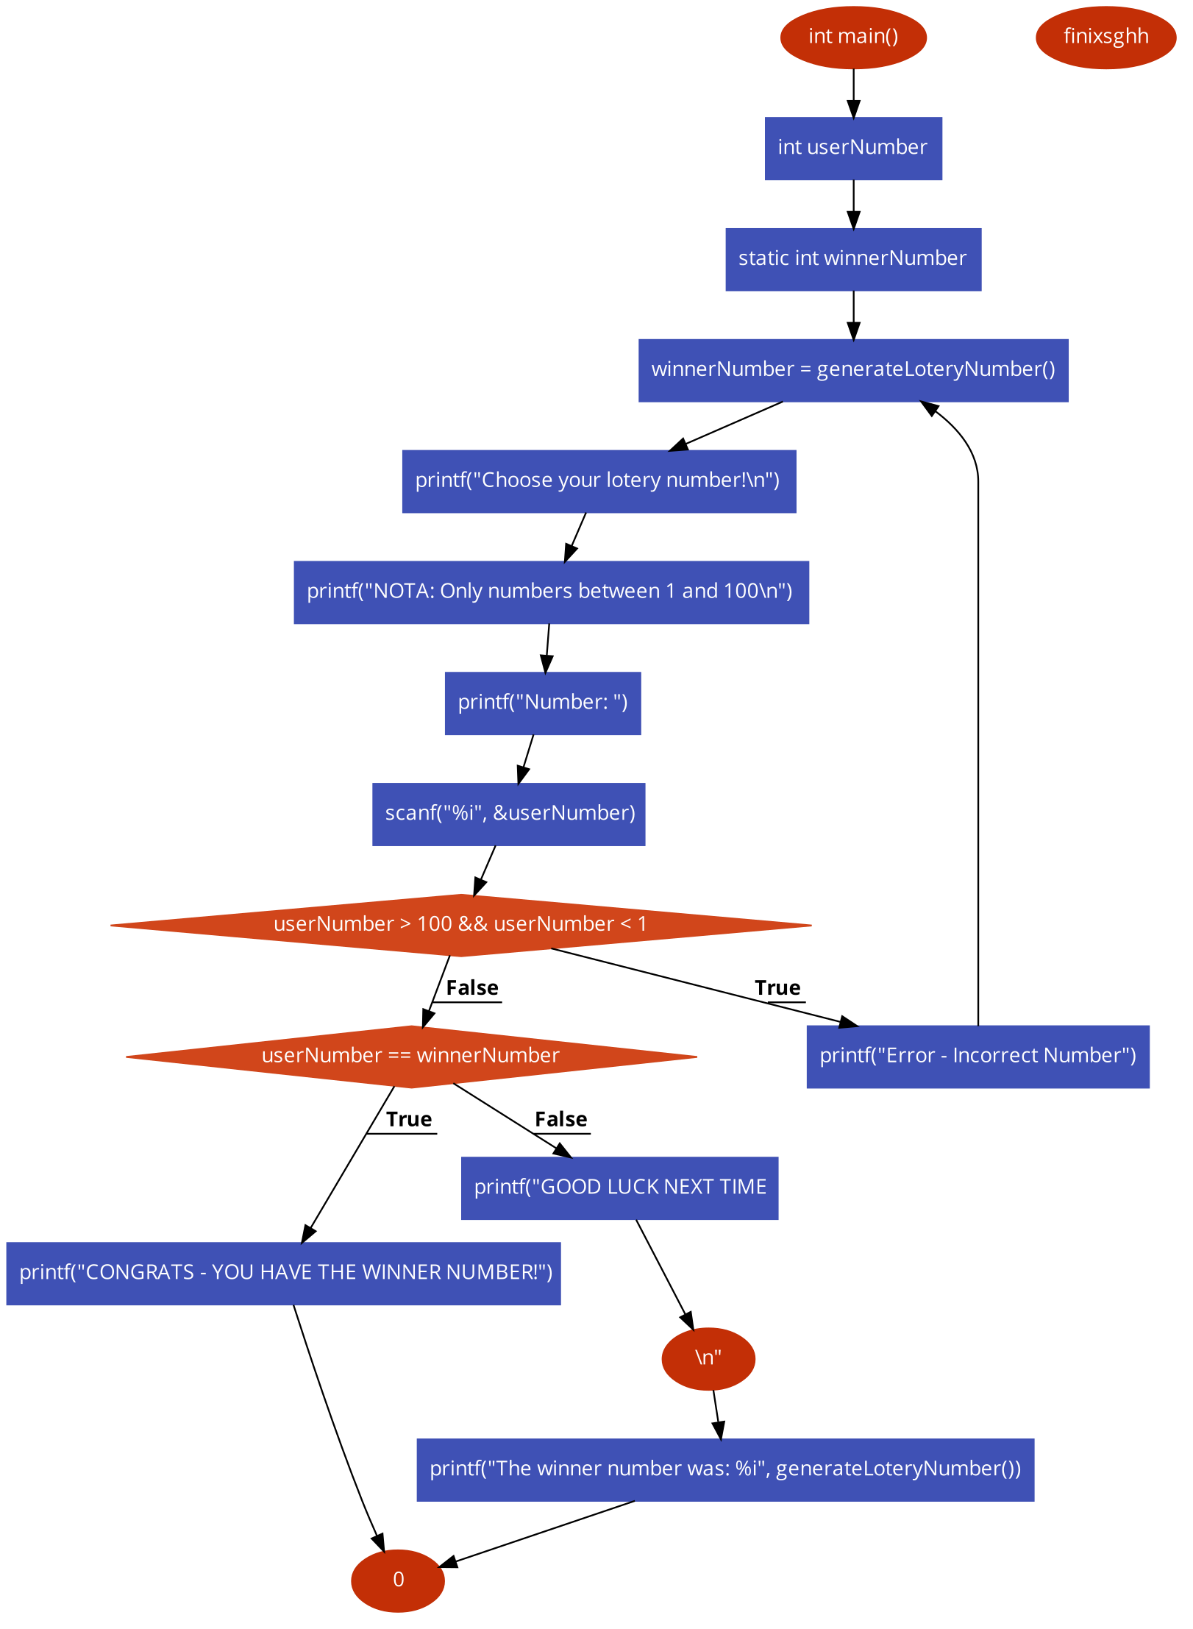 int main()
finixsghh
int userNumber
static int winnerNumber
winnerNumber = generateLoteryNumber()
printf("Choose your lotery number!\n")
printf("NOTA: Only numbers between 1 and 100\n")
printf("Number: ")
scanf("%i", &userNumber)
userNumber > 100 && userNumber < 1
False
True
userNumber == winnerNumber
printf("Error - Incorrect Number")
True
False
printf("GOOD LUCK NEXT TIME
printf("CONGRATS - YOU HAVE THE WINNER NUMBER!")
\n"
printf("The winner number was: %i", generateLoteryNumber())
0